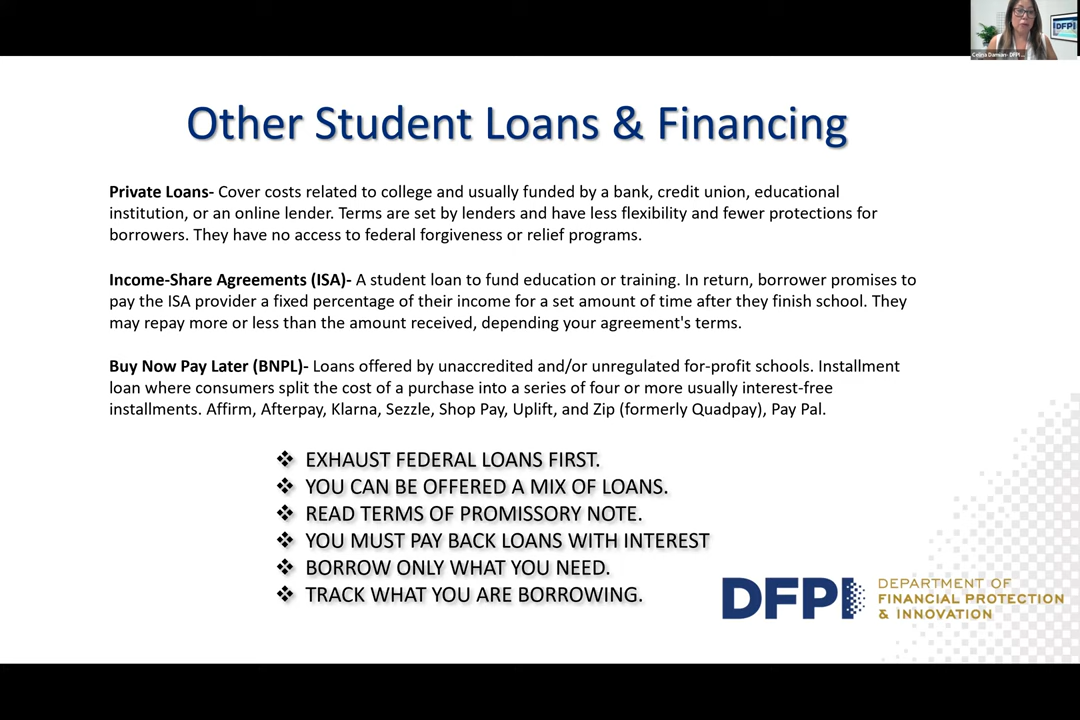 DFPI
Celina Damian- DFPI ...
Other Student Loans & Financing
Private Loans- Cover costs related to college and usually funded by a bank, credit union, educational
institution, or an online lender. Terms are set by lenders and have less flexibility and fewer protections for
borrowers. They have no access to federal forgiveness or relief programs.
Income-Share Agreements (ISA)- A student loan to fund education or training. In return, borrower promises to
pay the ISA provider a fixed percentage of their income for a set amount of time after they finish school. They
may repay more or less than the amount received, depending your agreement's terms.
Buy Now Pay Later (BNPL)- Loans offered by unaccredited and/or unregulated for-profit schools. Installment
loan where consumers split the cost of a purchase into a series of four or more usually interest-free
installments. Affirm, Afterpay, Klarna, Sezzle, Shop Pay, Uplift, and Zip (formerly Quadpay), Pay Pal.
❖ EXHAUST FEDERAL LOANS FIRST.
❖ YOU CAN BE OFFERED A MIX OF LOANS.
❖ READ TERMS OF PROMISSORY NOTE.
❖ YOU MUST PAY BACK LOANS WITH INTEREST
❖ BORROW ONLY WHAT YOU NEED.
❖ TRACK WHAT YOU ARE BORROWING.
DFPI
DEPARTMENT OF
FINANCIAL PROTECTION
& INNOVATION